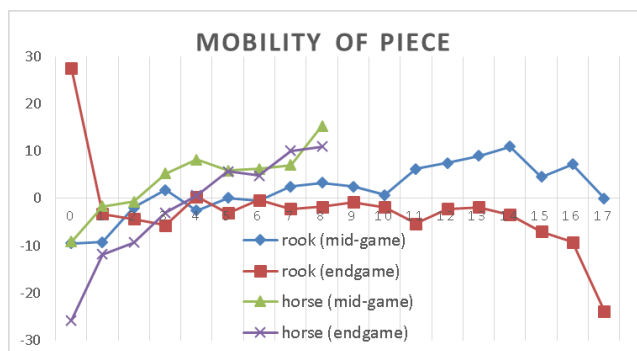 MOBILITY OF PIECE
30
20
10
0
-10
-20
-30
0 1 2 3 4 5 6 7 8 9 10 11 12 13 14 15 16 17
rook (mid-game)
rook (endgame)
horse (mid-game)
horse (endgame)